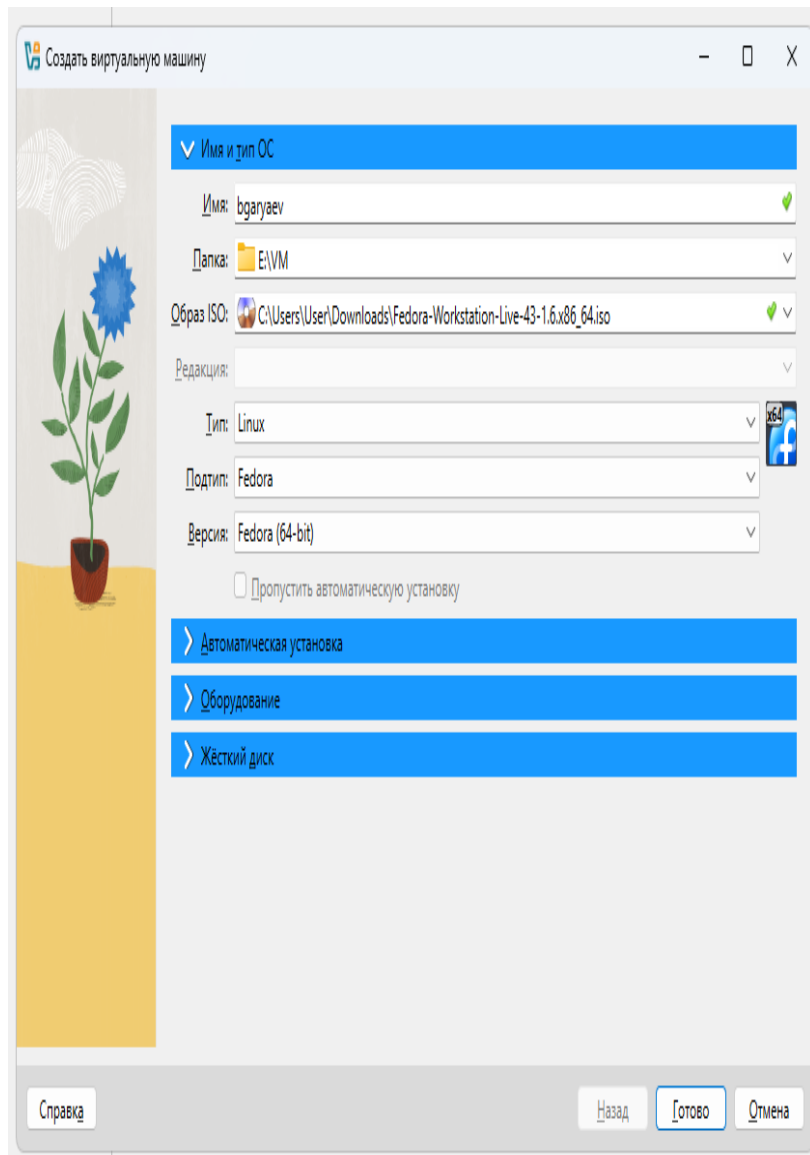 Создать виртуальную машину
Имя и тип ОС
Имя: bgaryaev
Папка: E:\VM
Образ ISO: C:\Users\User\Downloads\Fedora-Workstation-Live-43-1.6.x86_64.iso
Редакция:
Тип: Linux
x64
Подтип: Fedora
Версия: Fedora (64-bit)
Пропустить автоматическую установку
Автоматическая установка
Оборудование
Жёсткий диск
Справка Назад Готово Отмена